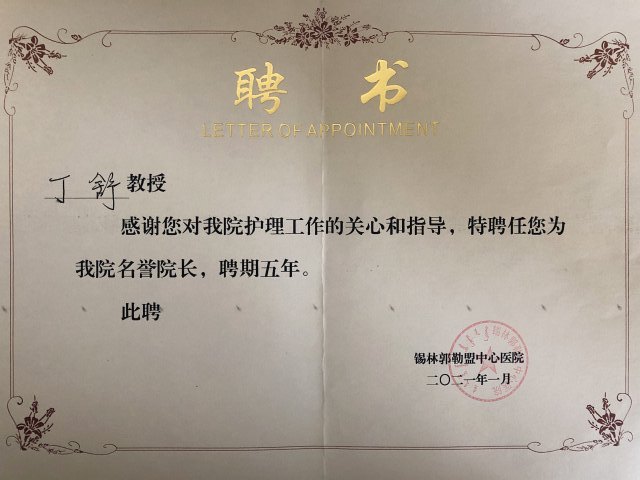 聘书
LETTER OF APPOINTMENT
丁舒教授
感谢您对我院护理工作的关心和指导，特聘任您为
我院名誉院长，聘期五年。
此聘
锡林郭勒盟中心医院
二〇二一年一月